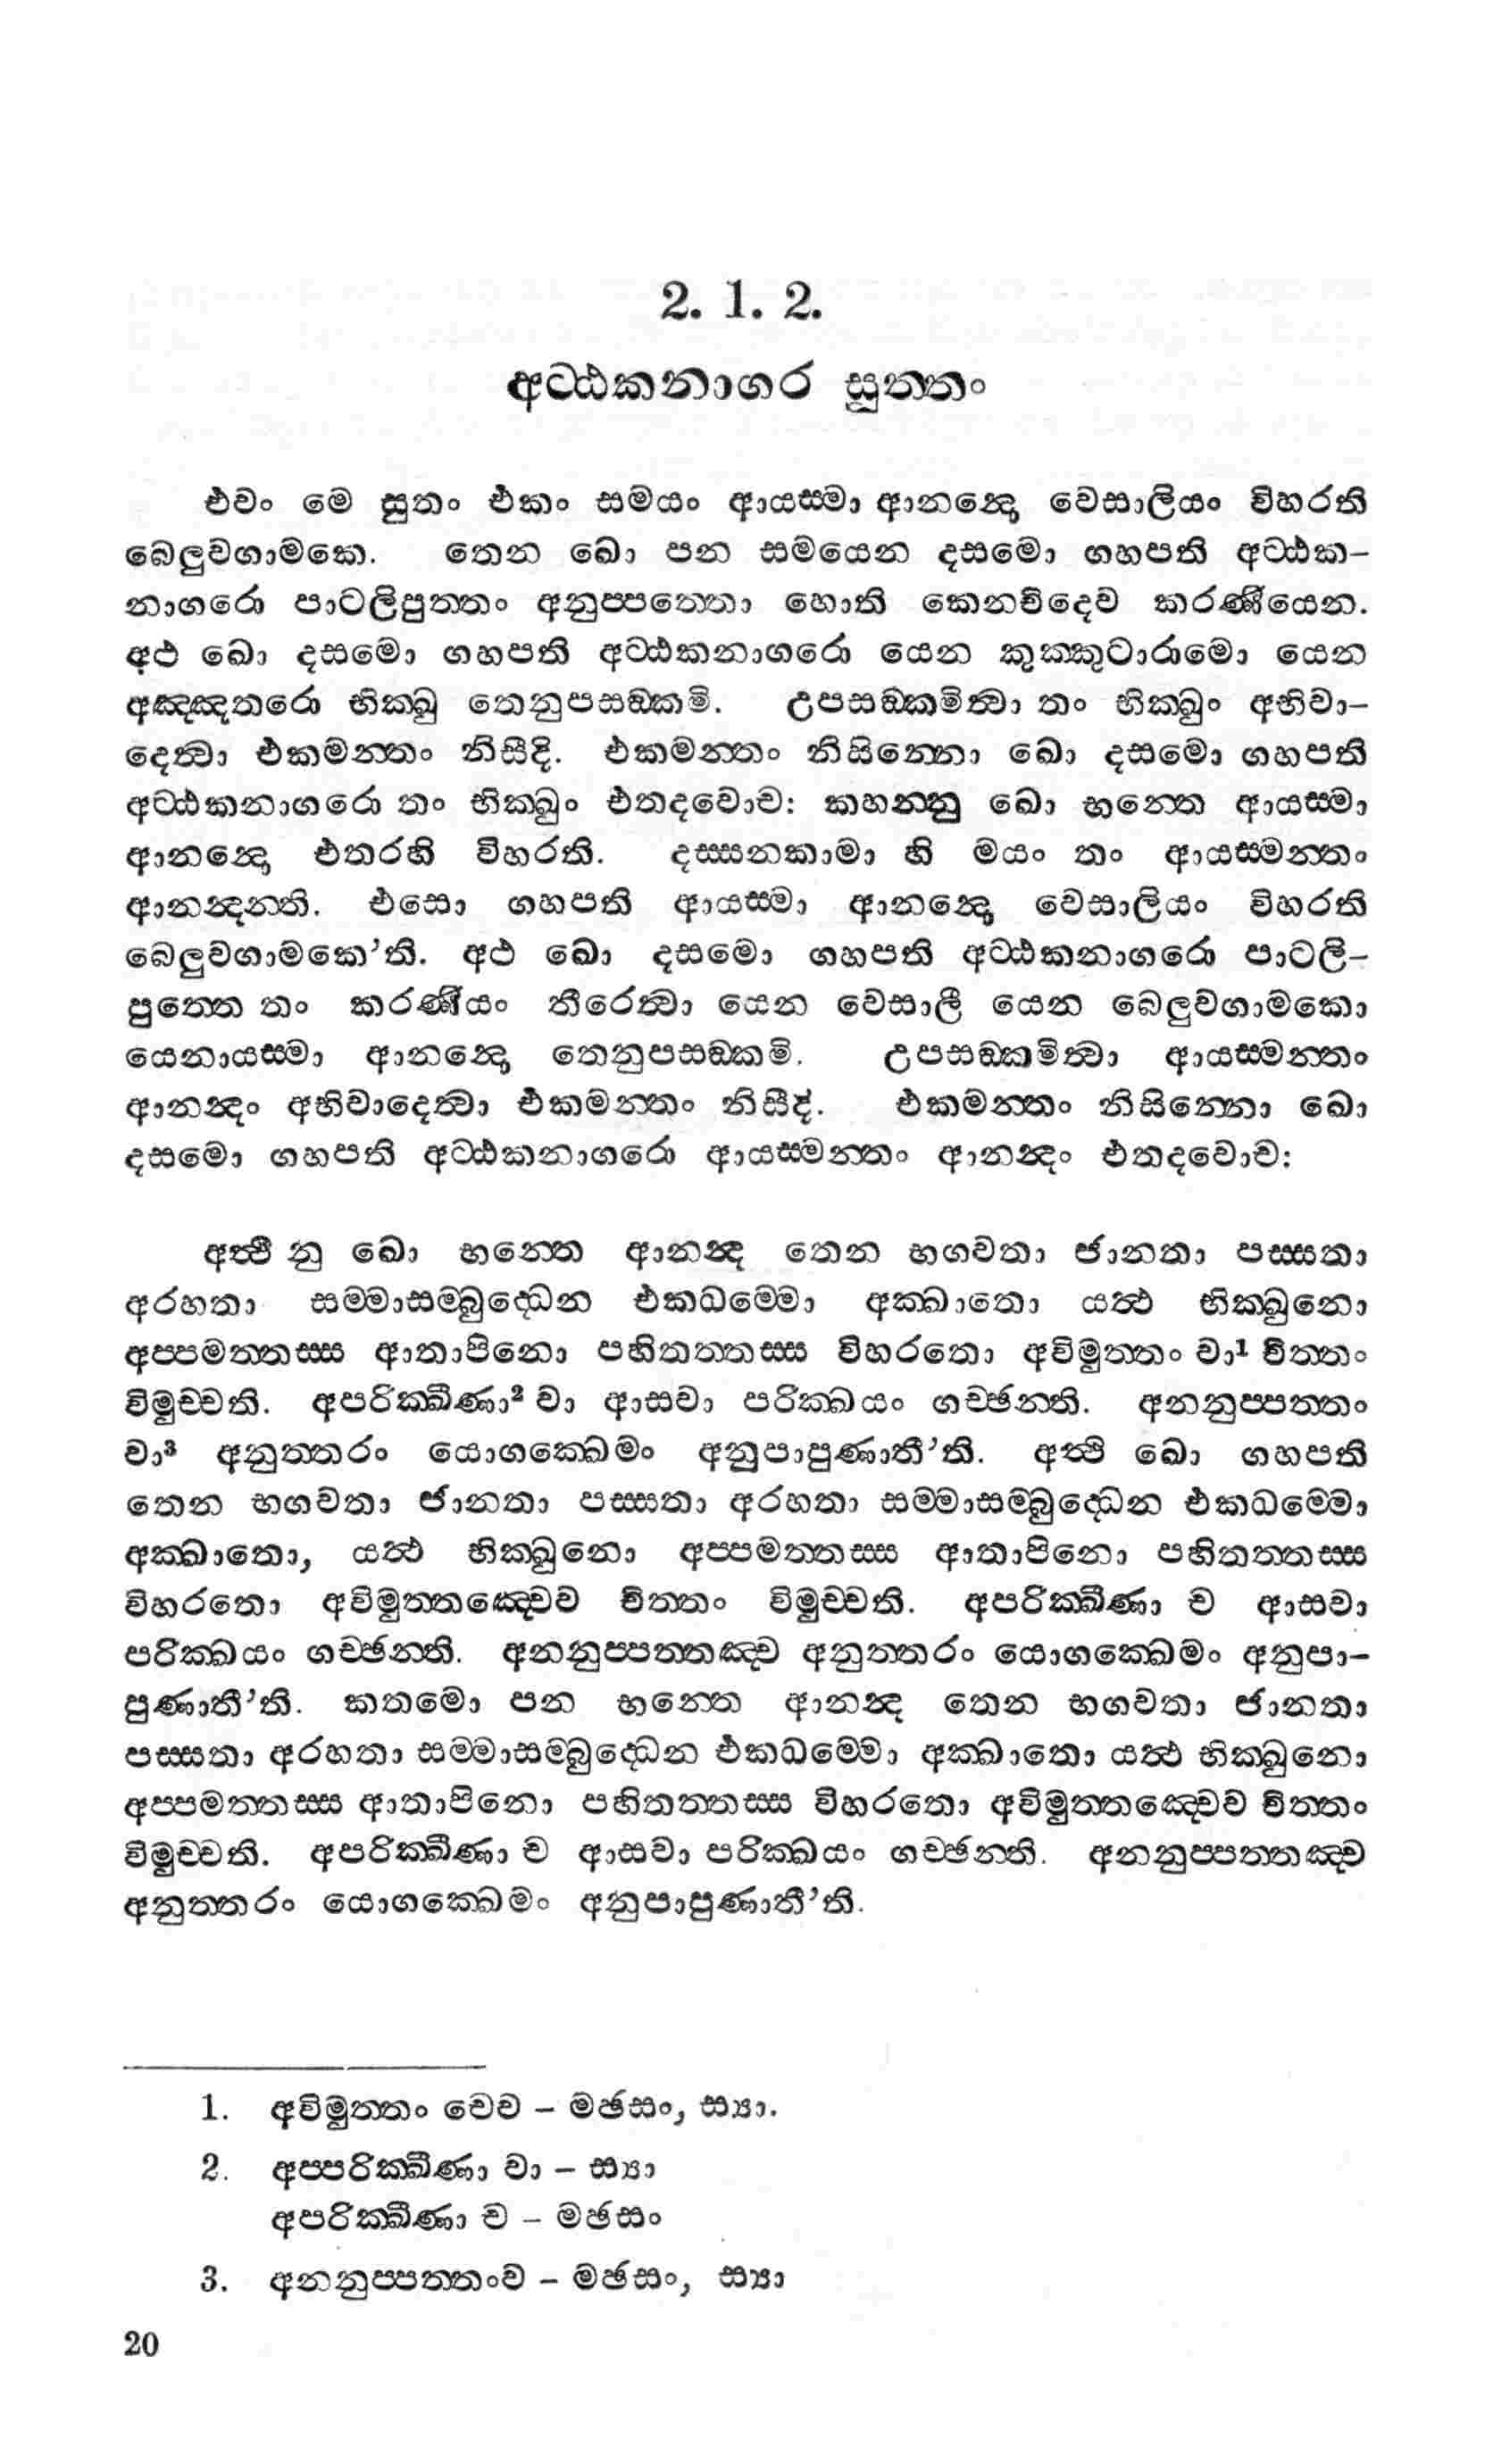 2. 1. 2.
අට්ඨකනාගර සුත්තං
එවං මෙ සුතං එකං සමයං ආයස්මා ආනන්දො වෙසාලියං විහරති
බෙලුවගාමකෙ. තෙන ඛො පන සමයෙන දසමො ගහපති අට්ඨක-
නාගරො පාටලිපුත්තං අනුප්පත්තො හොති කෙනචිදෙව කරණීයෙන.
අථ ඛො දසමො ගහපති අට්ඨකනාගරො යෙන කුක්කුටාරාමො යෙන
අඤ්ඤතරො භික්ඛු තෙනුපසඞ්කමි. උපසඞ්කමිත්වා තං භික්ඛුං අභිවා-
දෙත්වා එකමන්තං නිසීදි. එකමන්තං නිසින්නො ඛො දසමො ගහපති
අට්ඨකනාගරො තං භික්ඛුං එතදවොච: කහන්නු ඛො භන්තෙ ආයස්මා
ආනන්දො එතරහි විහරති. දස්සනකාමා හි මයං තං ආයස්මන්තං
ආනන්දන්ති. එසො ගහපති ආයස්මා ආනන්දො වෙසාලියං විහරති
බෙලුවගාමකෙ’ති. අථ ඛො දසමො ගහපති අට්ඨකනාගරො පාටලි-
පුත්තෙ තං කරණීයං තීරෙත්වා යෙන වෙසාලී යෙන බෙලුවගාමකො
යෙනායස්මා ආනන්දො තෙනුපසඞ්කමි. උපසඞ්කමිත්වා ආයස්මන්තං
ආනන්දං අභිවාදෙත්වා එකමන්තං නිසීදි. එකමන්තං නිසින්නො ඛො
දසමො ගහපති අට්ඨකනාගරො ආයස්මන්තං ආනන්දං එතදවොච:
අත්ථි නු ඛො භන්තෙ ආනන්ද තෙන භගවතා ජානතා පස්සතා
අරහතා සම්මාසම්බුද්ධෙන එකධම්මො අක්ඛාතො යත්ථ භික්ඛුනො
අප්පමත්තස්ස ආතාපිනො පහිතත්තස්ස විහරතො අවිමුත්තං වා¹ චිත්තං
විමුච්චති. අපරික්ඛීණා² වා ආසවා පරික්ඛයං ගච්ඡන්ති. අනනුප්පත්තං
වා³ අනුත්තරං යොගක්ඛෙමං අනුපාපුණාතී’ති. අත්ථි ඛො ගහපති
තෙන භගවතා ජානතා පස්සතා අරහතා සම්මාසම්බුද්ධෙන එකධම්මො
අක්ඛාතො, යත්ථ භික්ඛුනො අප්පමත්තස්ස ආතාපිනො පහිතත්තස්ස
විහරතො අවිමුත්තඤ්චෙව චිත්තං විමුච්චති. අපරික්ඛීණා ච ආසවා
පරික්ඛයං ගච්ඡන්ති. අනනුප්පත්තඤ්ච අනුත්තරං යොගක්ඛෙමං අනුපා-
පුණාතී’ති. කතමො පන භන්තෙ ආනන්ද තෙන භගවතා ජානතා
පස්සතා අරහතා සම්මාසම්බුද්ධෙන එකධම්මො අක්ඛාතො යත්ථ භික්ඛුනො
අප්පමත්තස්ස ආතාපිනො පහිතත්තස්ස විහරතො අවිමුත්තඤ්චෙව චිත්තං
විමුච්චති. අපරික්ඛීණා ච ආසවා පරික්ඛයං ගච්ඡන්ති. අනනුප්පත්තඤ්ච
අනුත්තරං යොගක්ඛෙමං අනුපාපුණාතී’ති.
1. අවිමුත්තං චෙව – මඡසං, ස්‍යා.
2. අප්පරික්ඛීණා වා – ස්‍යා
අපරික්ඛීණා ච – මඡසං
3. අනනුප්පත්තංච – මඡසං, ස්‍යා
20